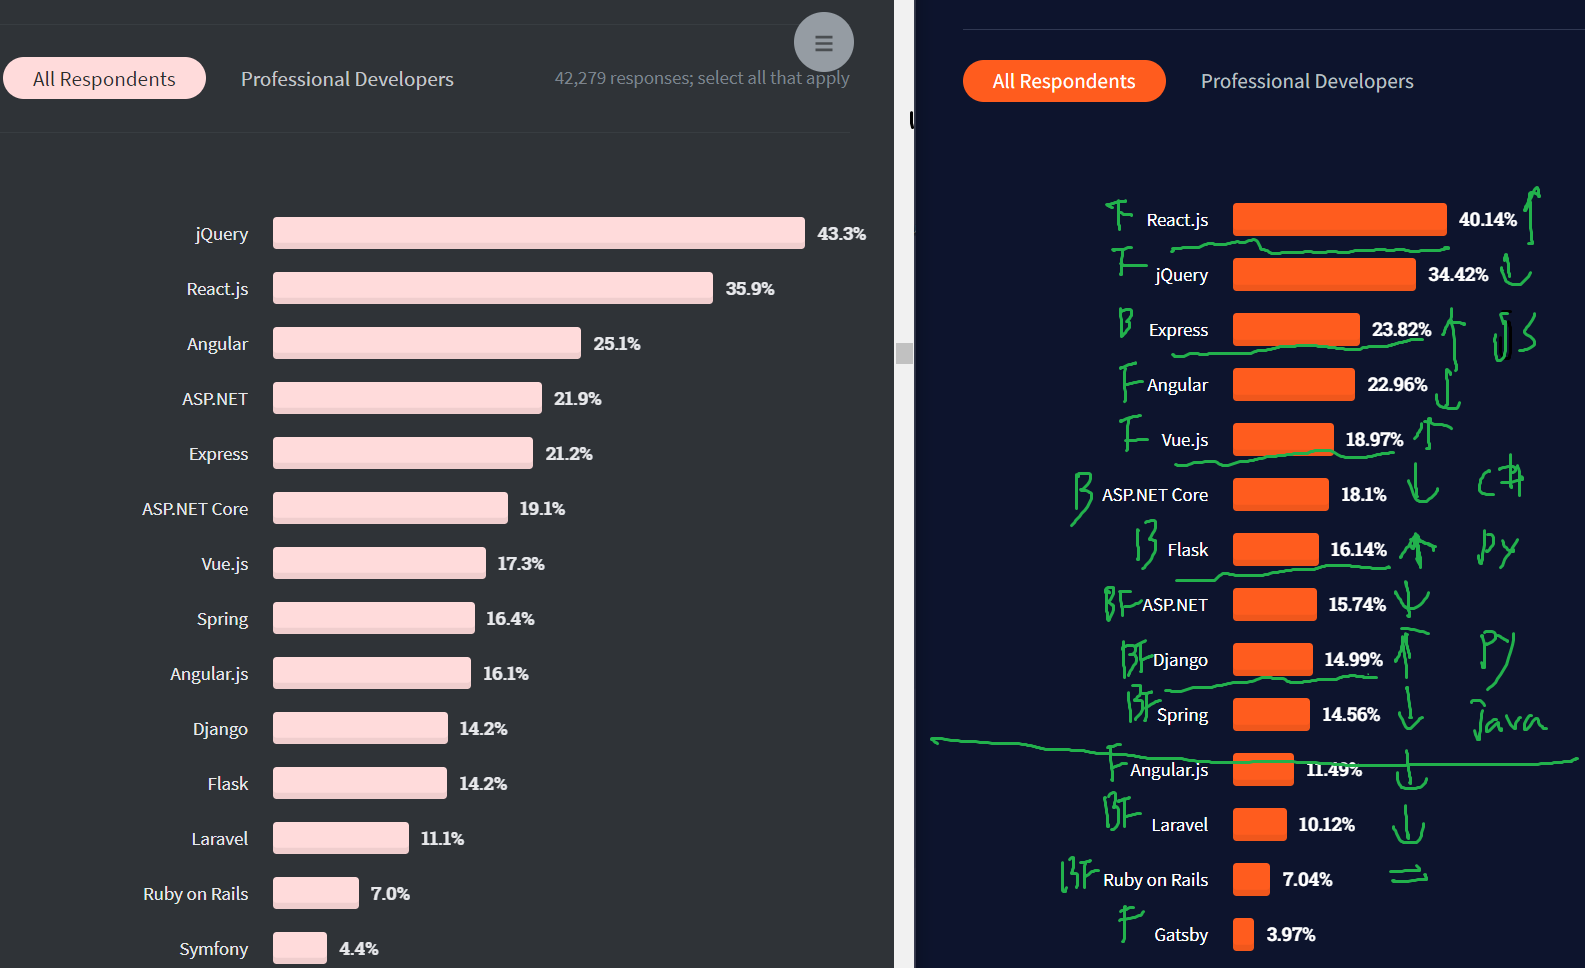 All Respondents Professional Developers 42,279 responses; select all that apply
jQuery 43.3%
React.js 35.9%
Angular 25.1%
ASP.NET 21.9%
Express 21.2%
ASP.NET Core 19.1%
Vue.js 17.3%
Spring 16.4%
Angular.js 16.1%
Django 14.2%
Flask 14.2%
Laravel 11.1%
Ruby on Rails 7.0%
Symfony 4.4%
All Respondents Professional Developers
F React.js 40.14% ↑
F jQuery 34.42% ↓
B Express 23.82% ↑ JS
F Angular 22.96% ↓
F Vue.js 18.97% ↑
B ASP.NET Core 18.1% ↓ C#
B Flask 16.14% ↑ Py
BF ASP.NET 15.74% ↓
BF Django 14.99% ↑ Py
BF Spring 14.56% ↓ Java
F Angular.js 11.49% ↓
BF Laravel 10.12% ↓
BF Ruby on Rails 7.04% =
F Gatsby 3.97%